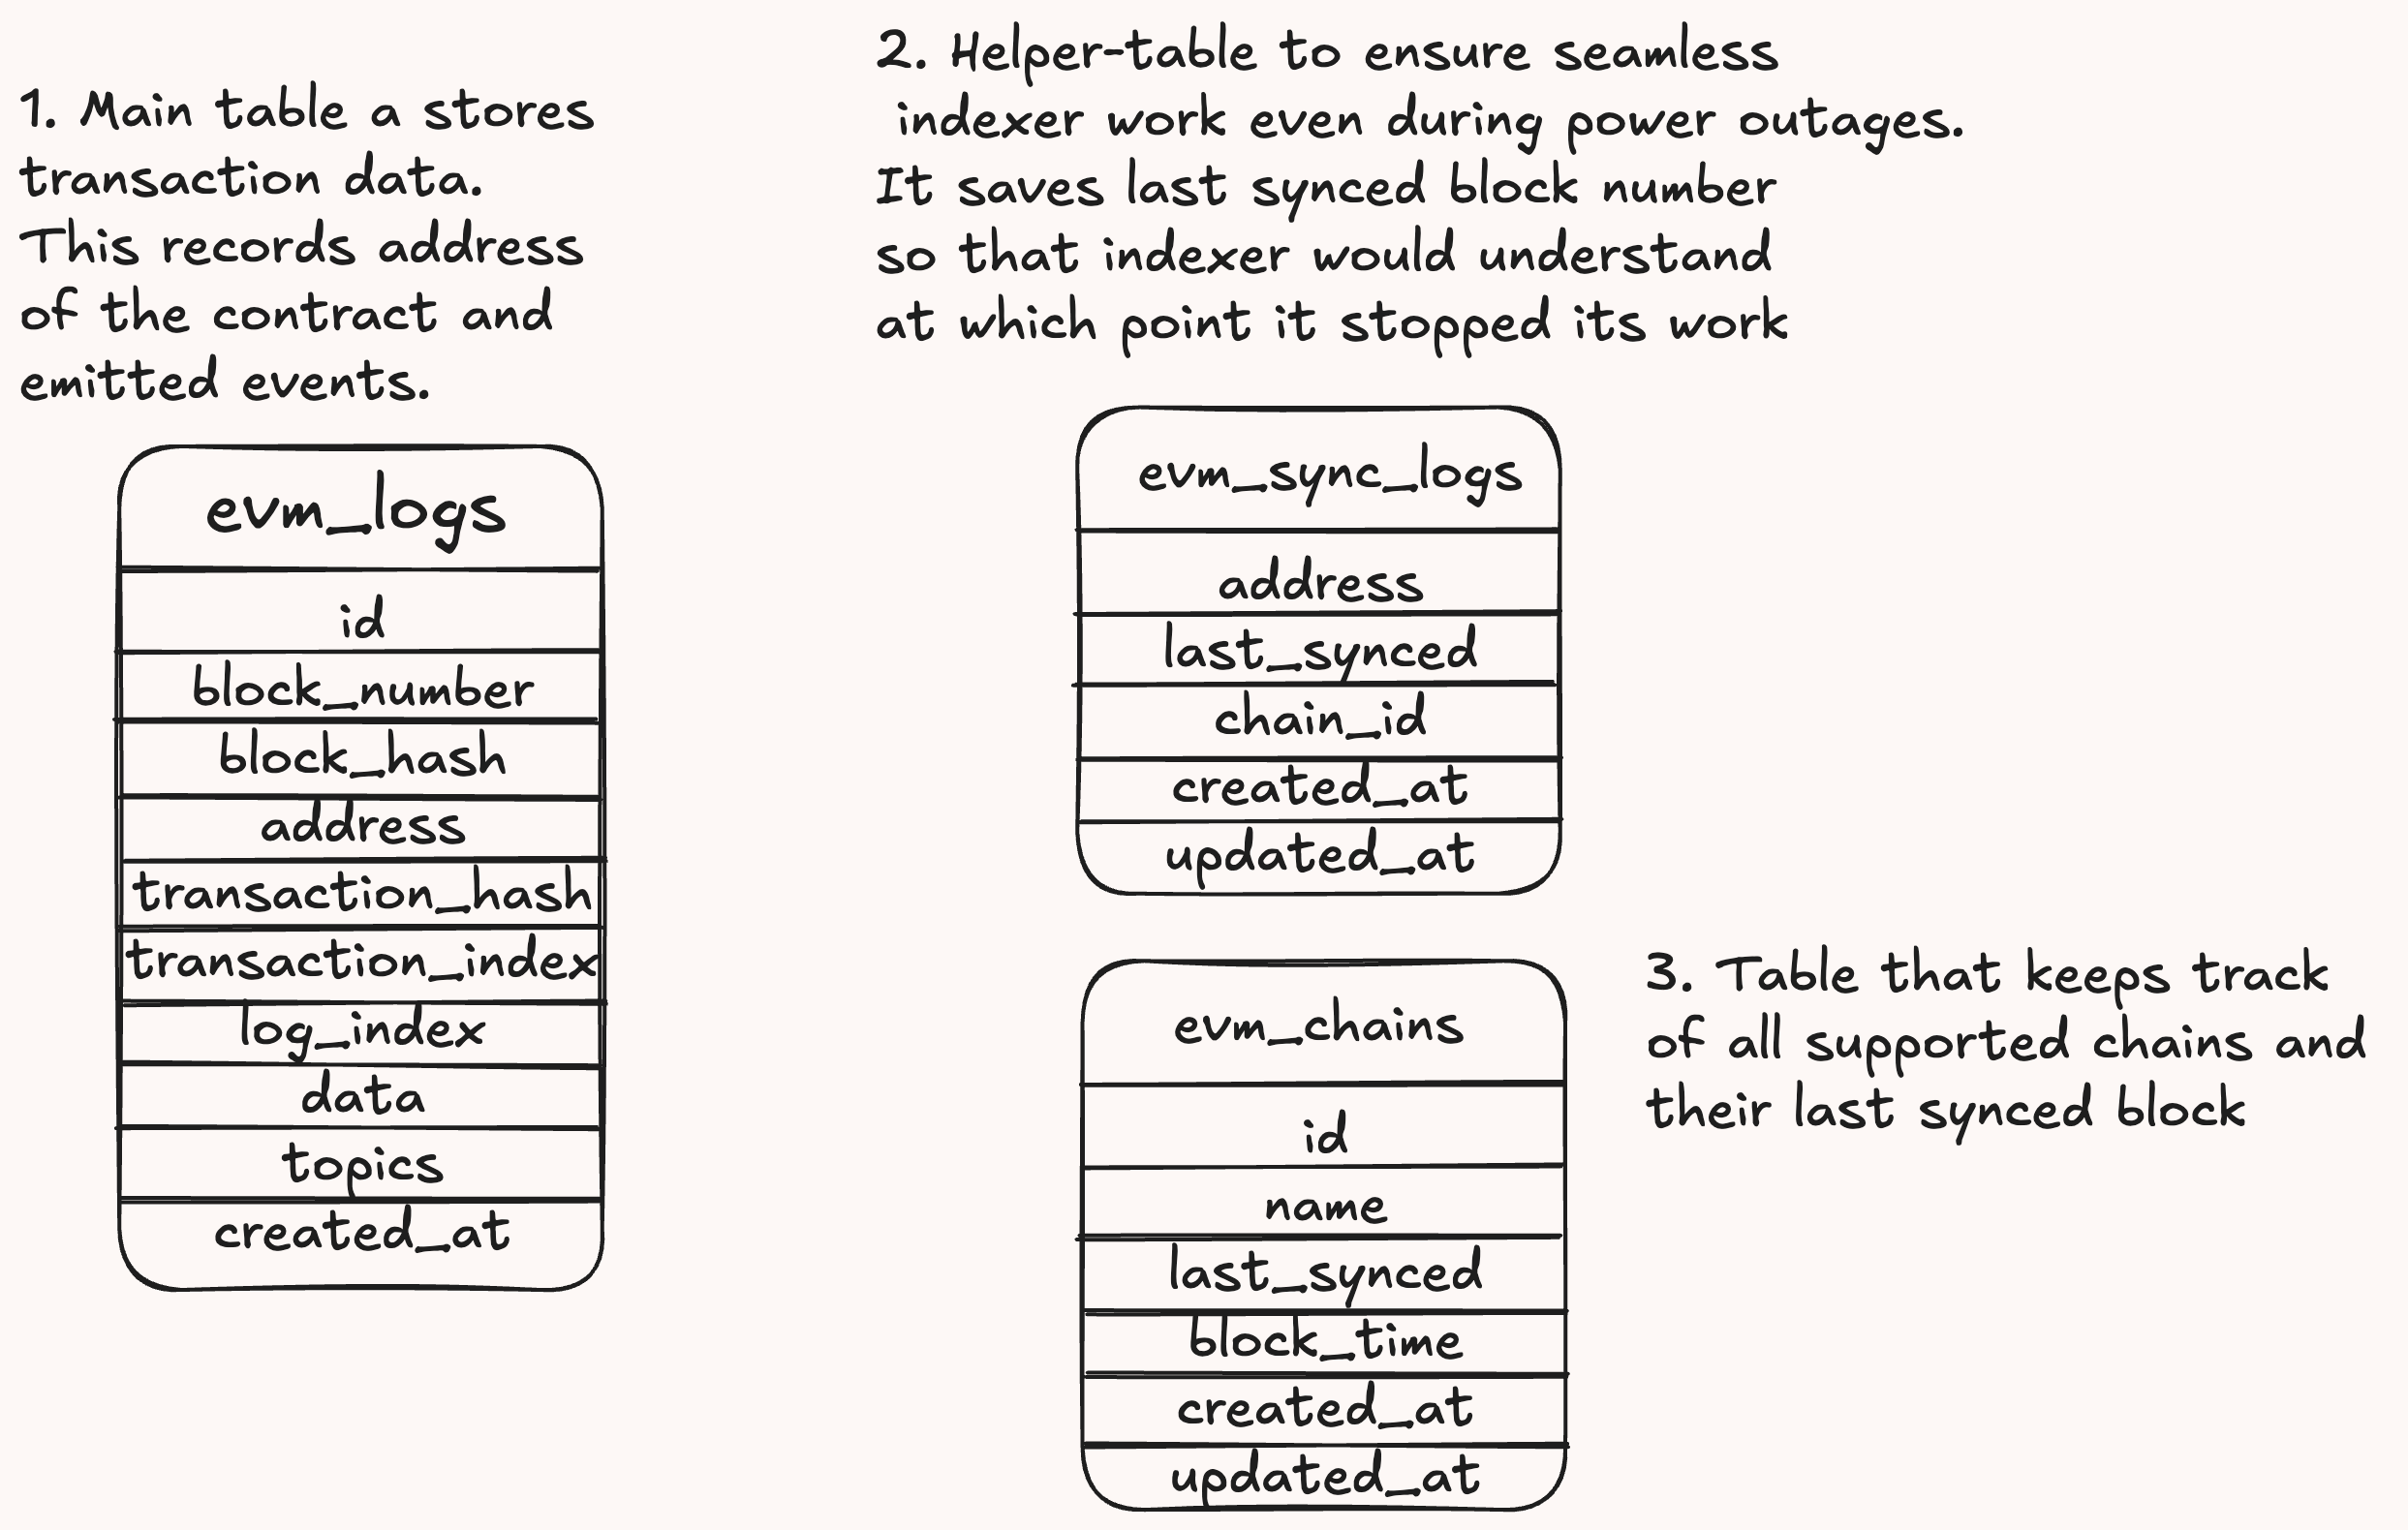 1. Main table a stores
transaction data.
This records address
of the contract and
emitted events.
evm_logs
id
block_number
block_hash
address
transaction_hash
transaction_index
log_index
data
topics
created_at
2. Helper-table to ensure seamless
indexer work even during power outages.
It saves last synced block number
so that indexer would understand
at which point it stopped its work
evm_sync_logs
address
last_synced
chain_id
created_at
updated_at
evm_chains
id
name
last_synced
block_time
created_at
updated_at
3. Table that keeps track
of all supported chains and
their last synced block